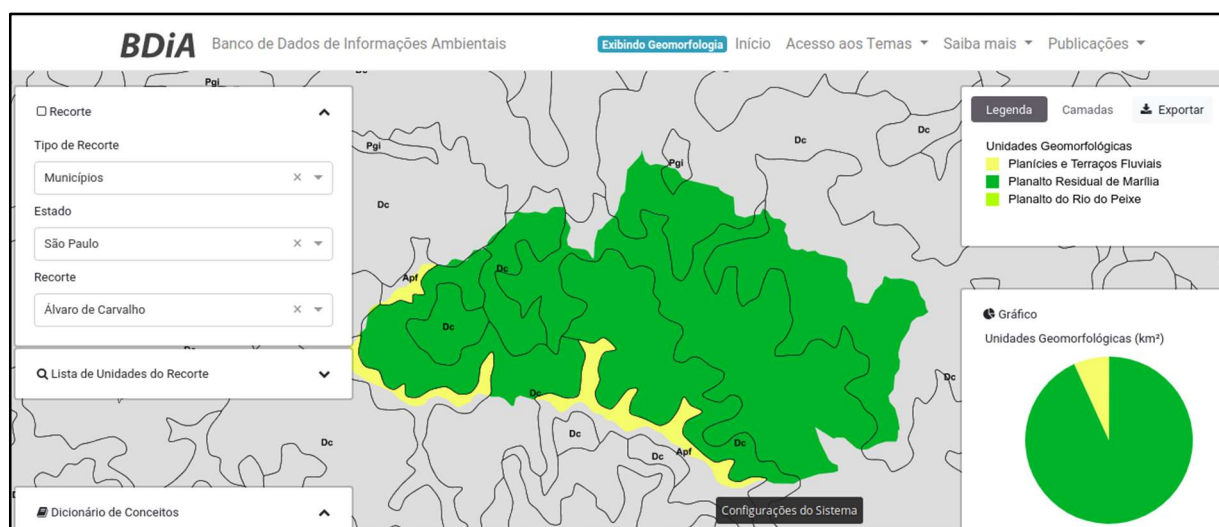 BDiA Banco de Dados de Informações Ambientais
Exibindo Geomorfologia Início Acesso aos Temas Saiba mais Publicações
Recorte
Tipo de Recorte
Municípios
Estado
São Paulo
Recorte
Álvaro de Carvalho
Lista de Unidades do Recorte
Dicionário de Conceitos
Pgi
Pgi
Dc
Pgi
Dc
Dc
Apf
Dc
Dc
Dc
Dc
Dc
Dc
Dc
Apf
Dc
Dc
Configurações do Sistema
Legenda Camadas Exportar
Unidades Geomorfológicas
Planícies e Terraços Fluviais
Planalto Residual de Marília
Planalto do Rio do Peixe
Gráfico
Unidades Geomorfológicas (km²)